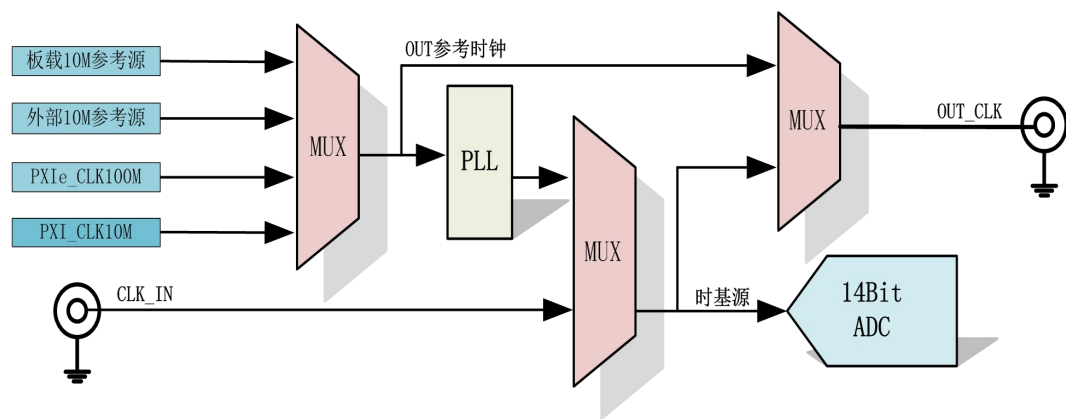 板载10M参考源
外部10M参考源
PXIe_CLK100M
PXI_CLK10M
CLK_IN
MUX
OUT参考时钟
PLL
MUX
时基源
MUX
OUT_CLK
14Bit
ADC